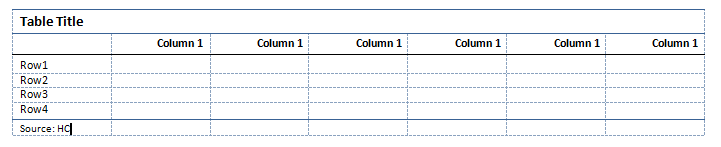 Table Title
Column 1 Column 1 Column 1 Column 1 Column 1 Column 1
Row1
Row2
Row3
Row4
Source: HC